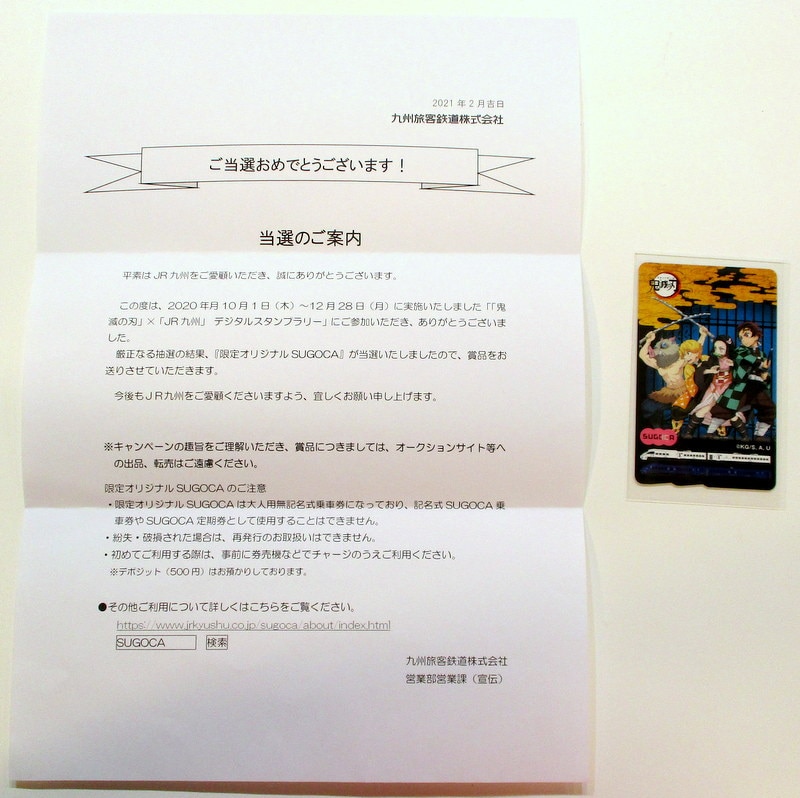 2021年2月吉日
九州旅客鉄道株式会社
ご当選おめでとうございます！
当選のご案内
平素はJR九州をご愛顧いただき、誠にありがとうございます。
この度は、2020年月10月1日（木）～12月28日（月）に実施いたしました「「鬼
滅の刃」×「JR九州」 デジタルスタンプラリー」にご参加いただき、ありがとうございま
した。
厳正なる抽選の結果、『限定オリジナルSUGOCA』が当選いたしましたので、賞品をお
送りさせていただきます。
今後もJR九州をご愛顧くださいますよう、宜しくお願い申し上げます。
※キャンペーンの趣旨をご理解いただき、賞品につきましては、オークションサイト等へ
の出品、転売はご遠慮ください。
限定オリジナルSUGOCAのご注意
・限定オリジナルSUGOCAは大人用無記名式乗車券になっており、記名式SUGOCA乗
車券やSUGOCA定期券として使用することはできません。
・紛失・破損された場合は、再発行のお取扱いはできません。
・初めてご利用する際は、事前に券売機などでチャージのうえご利用ください。
※デポジット（500円）はお預かりしております。
●その他ご利用について詳しくはこちらをご覧ください。
https://www.jrkyushu.co.jp/sugoca/about/index.html
SUGOCA 検索
九州旅客鉄道株式会社
営業部営業課（宣伝）
鬼滅の刃
SUGOCA
©KG/S, A, U